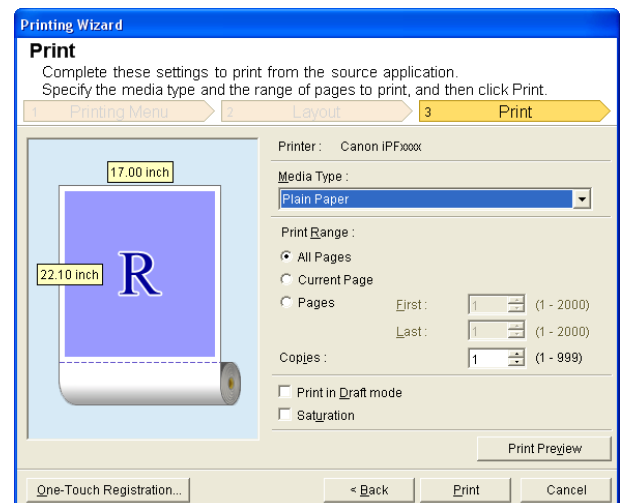 Printing Wizard
Print
Complete these settings to print from the source application.
Specify the media type and the range of pages to print, and then click Print.
1 Printing Menu 2 Layout 3 Print
Printer : Canon iPFxxxx
17.00 inch
Media Type :
Plain Paper
Print Range :
All Pages
22.10 inch
R
Current Page
Pages First : 1 (1 - 2000)
Last : 1 (1 - 2000)
Copies : 1 (1 - 999)
Print in Draft mode
Saturation
Print Preview
One-Touch Registration... < Back Print Cancel